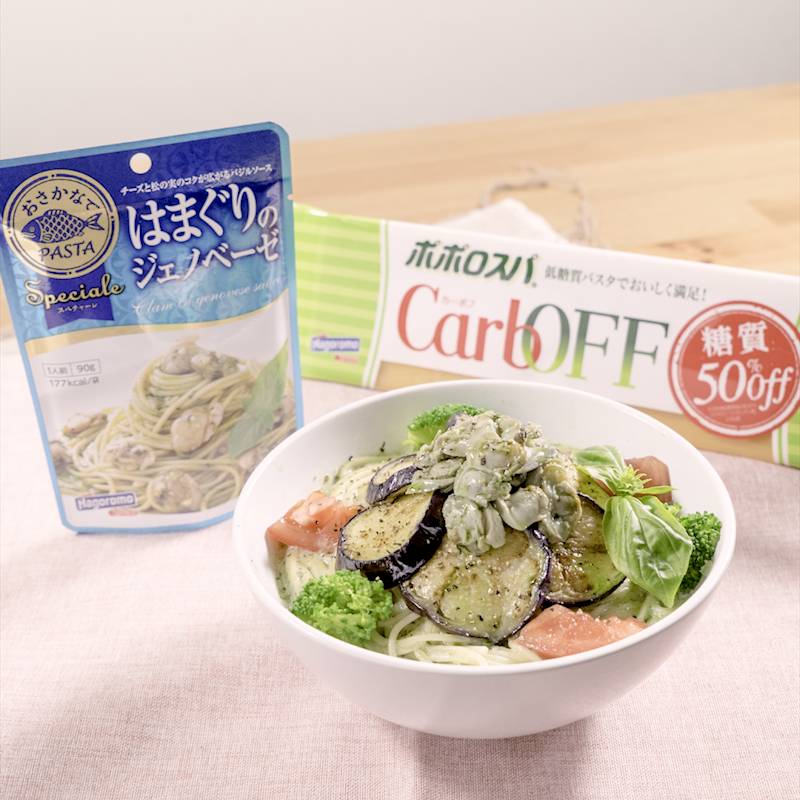 チーズと松の実のコクが広がるバジルソース
おさかなで
PASTA
Speciale
スペチャーレ
はまぐりの
ジェノベーゼ
Clam & genovese sauce
1人前 90g
177kcal/袋
Hagoromo
ポポロスパ®
低糖質パスタでおいしく満足!
カーボフ
CarbOFF
糖質
50%off
Hagoromo